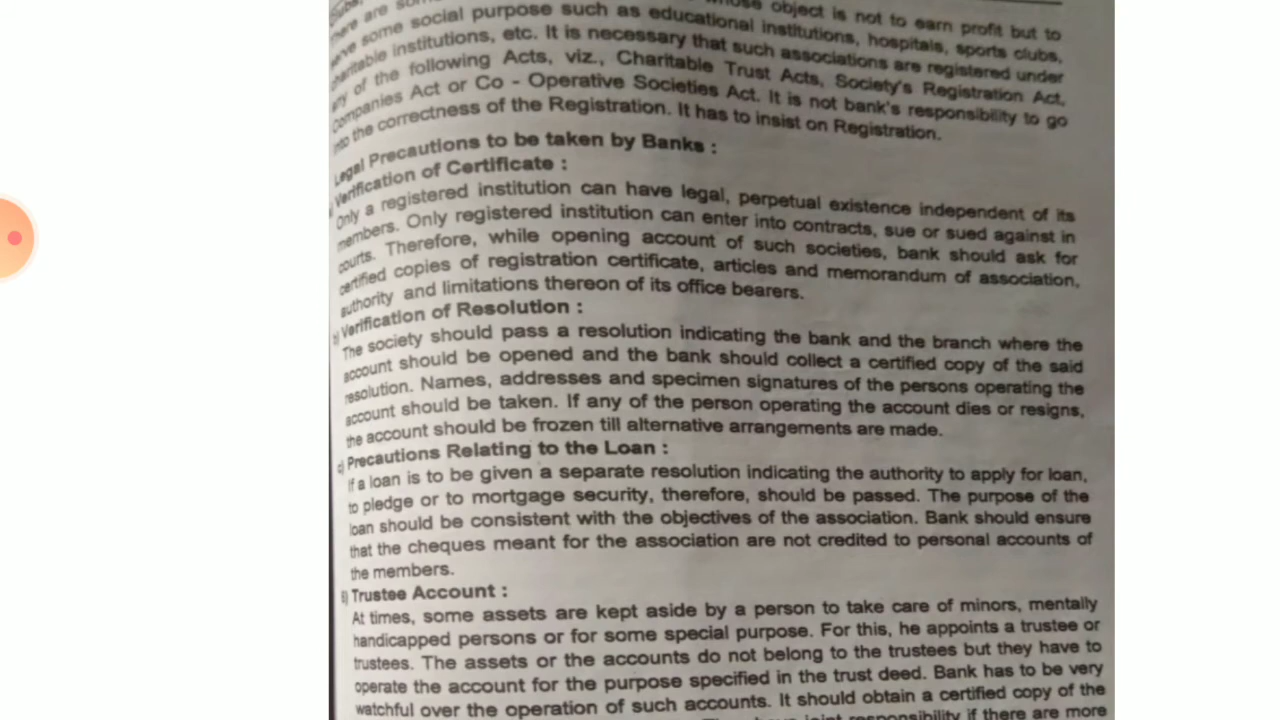 object is not to earn profit but to
some social purpose such as educational institutions, hospitals, sports clubs,
institutions, etc. It is necessary that such associations are registered under
of the following Acts, viz., Charitable Trust Acts, Society's Registration Act,
Companies Act or Co - Operative Societies Act. It is not bank's responsibility to go
into the correctness of the Registration. It has to insist on Registration.
Legal Precautions to be taken by Banks :
Verification of Certificate :
Only a registered institution can have legal, perpetual existence independent of its
members. Only registered institution can enter into contracts, sue or sued against in
courts. Therefore, while opening account of such societies, bank should ask for
certified copies of registration certificate, articles and memorandum of association,
authority and limitations thereon of its office bearers.
b) Verification of Resolution :
The society should pass a resolution indicating the bank and the branch where the
account should be opened and the bank should collect a certified copy of the said
resolution. Names, addresses and specimen signatures of the persons operating the
account should be taken. If any of the person operating the account dies or resigns,
the account should be frozen till alternative arrangements are made.
c) Precautions Relating to the Loan :
If a loan is to be given a separate resolution indicating the authority to apply for loan,
to pledge or to mortgage security, therefore, should be passed. The purpose of the
loan should be consistent with the objectives of the association. Bank should ensure
that the cheques meant for the association are not credited to personal accounts of
the members.
Trustee Account :
At times, some assets are kept aside by a person to take care of minors, mentally
handicapped persons or for some special purpose. For this, he appoints a trustee or
trustees. The assets or the accounts do not belong to the trustees but they have to
operate the account for the purpose specified in the trust deed. Bank has to be very
watchful over the operation of such accounts. It should obtain a certified copy of the
joint responsibility if there are more